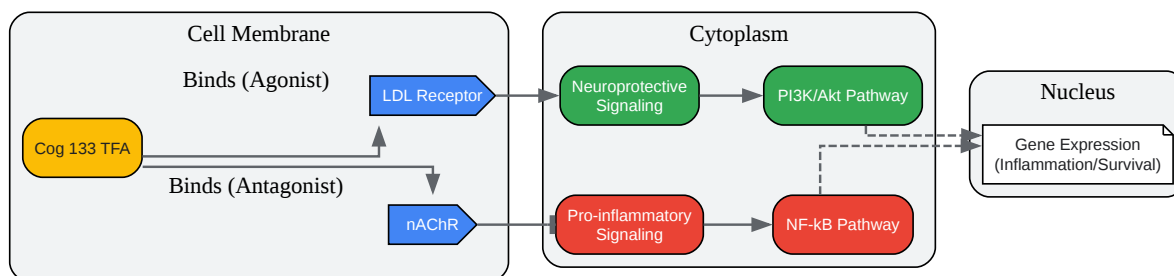 Cell Membrane
Binds (Agonist)
LDL Receptor
Cog 133 TFA
Binds (Antagonist)
nAChR
Cytoplasm
Neuroprotective
Signaling
PI3K/Akt Pathway
Pro-inflammatory
Signaling
NF-kB Pathway
Nucleus
Gene Expression
(Inflammation/Survival)